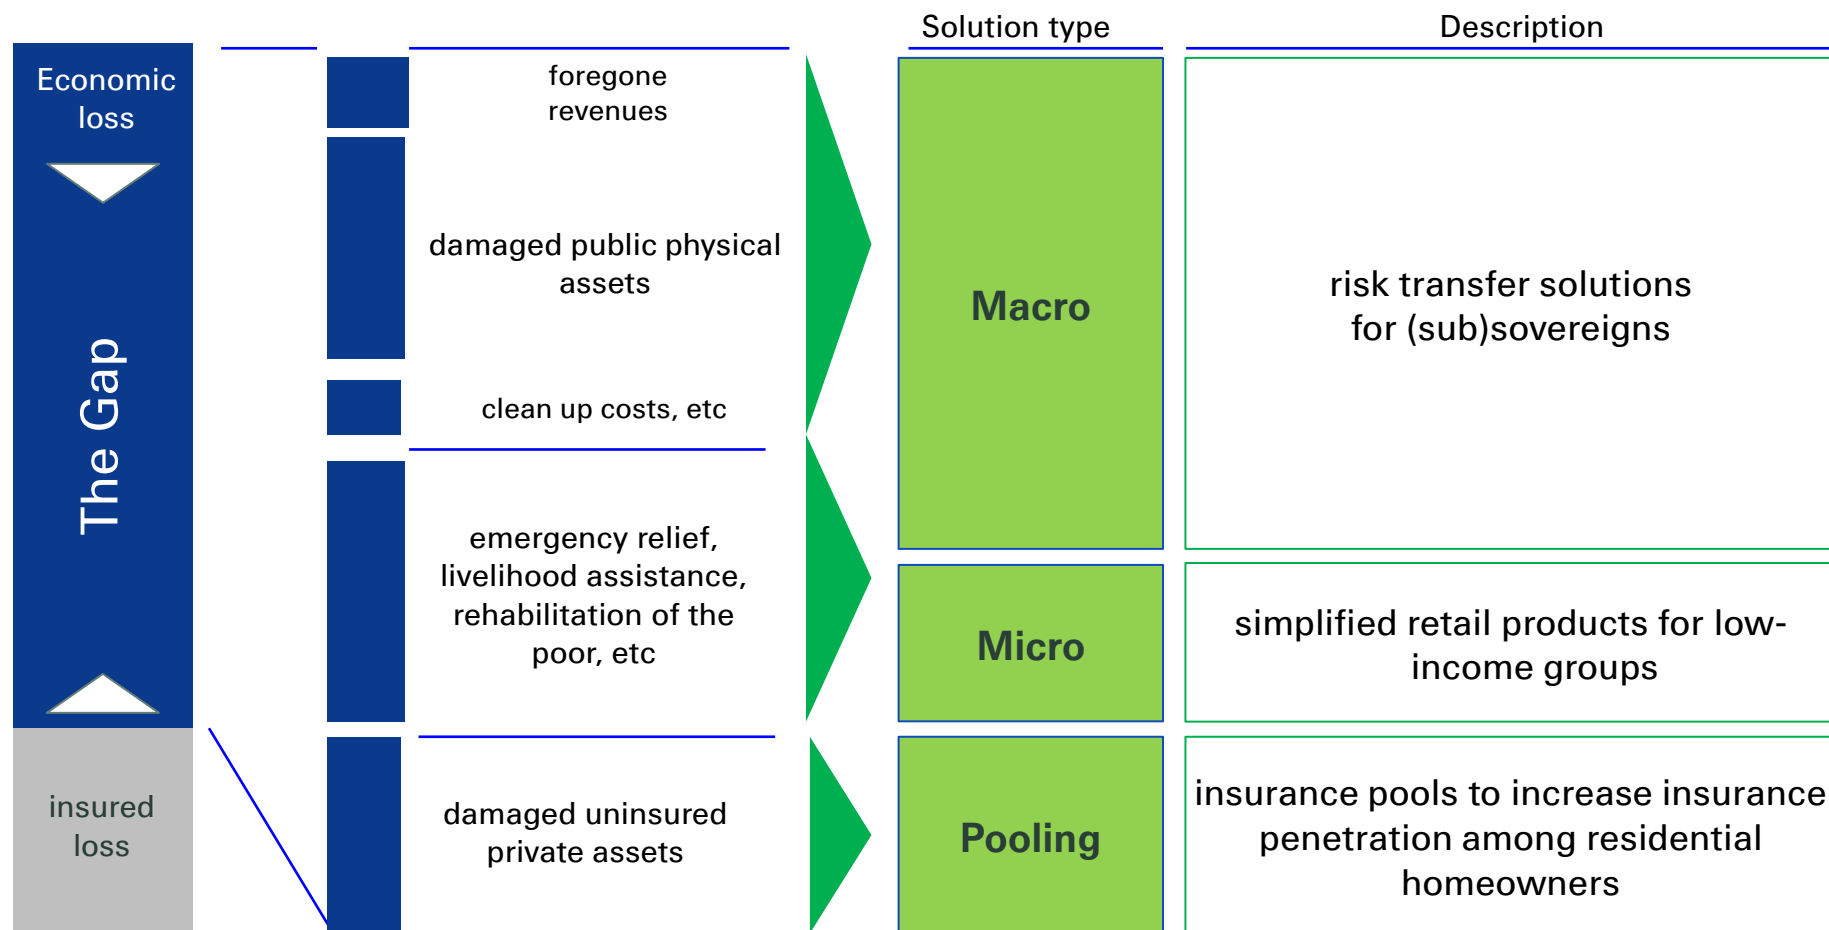 Solution type
Description
Economic
loss
The Gap
insured
loss
foregone
revenues
damaged public physical
assets
clean up costs, etc
emergency relief,
livelihood assistance,
rehabilitation of the
poor, etc
damaged uninsured
private assets
Macro
risk transfer solutions
for (sub)sovereigns
Micro
simplified retail products for low-
income groups
Pooling
insurance pools to increase insurance
penetration among residential
homeowners